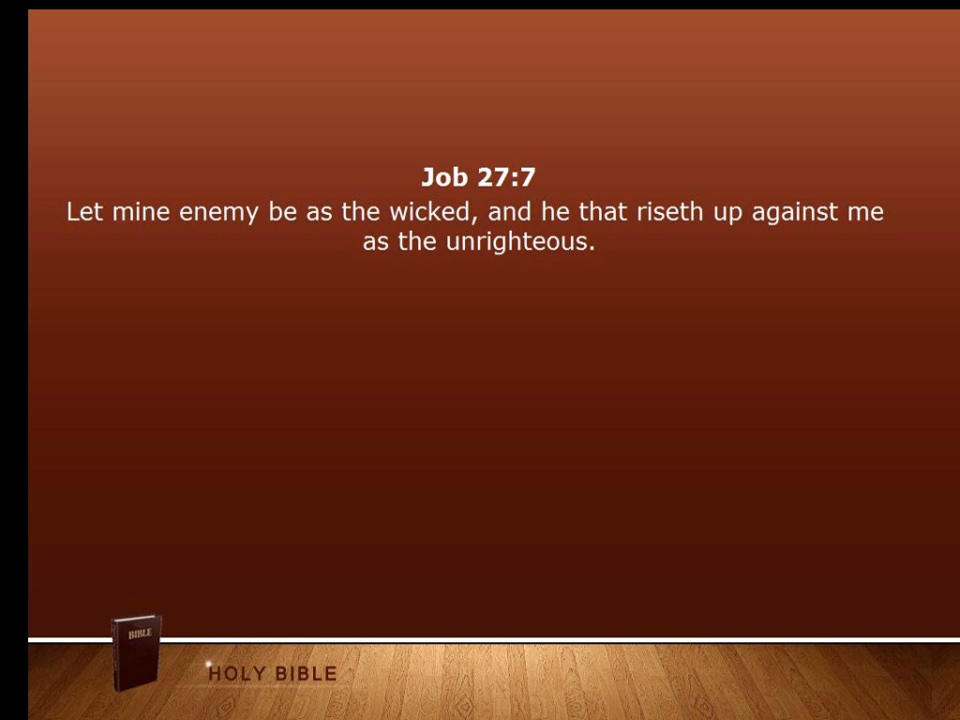 Job 27:7
Let mine enemy be as the wicked, and he that riseth up against me
as the unrighteous.
BIBLE
HOLY BIBLE